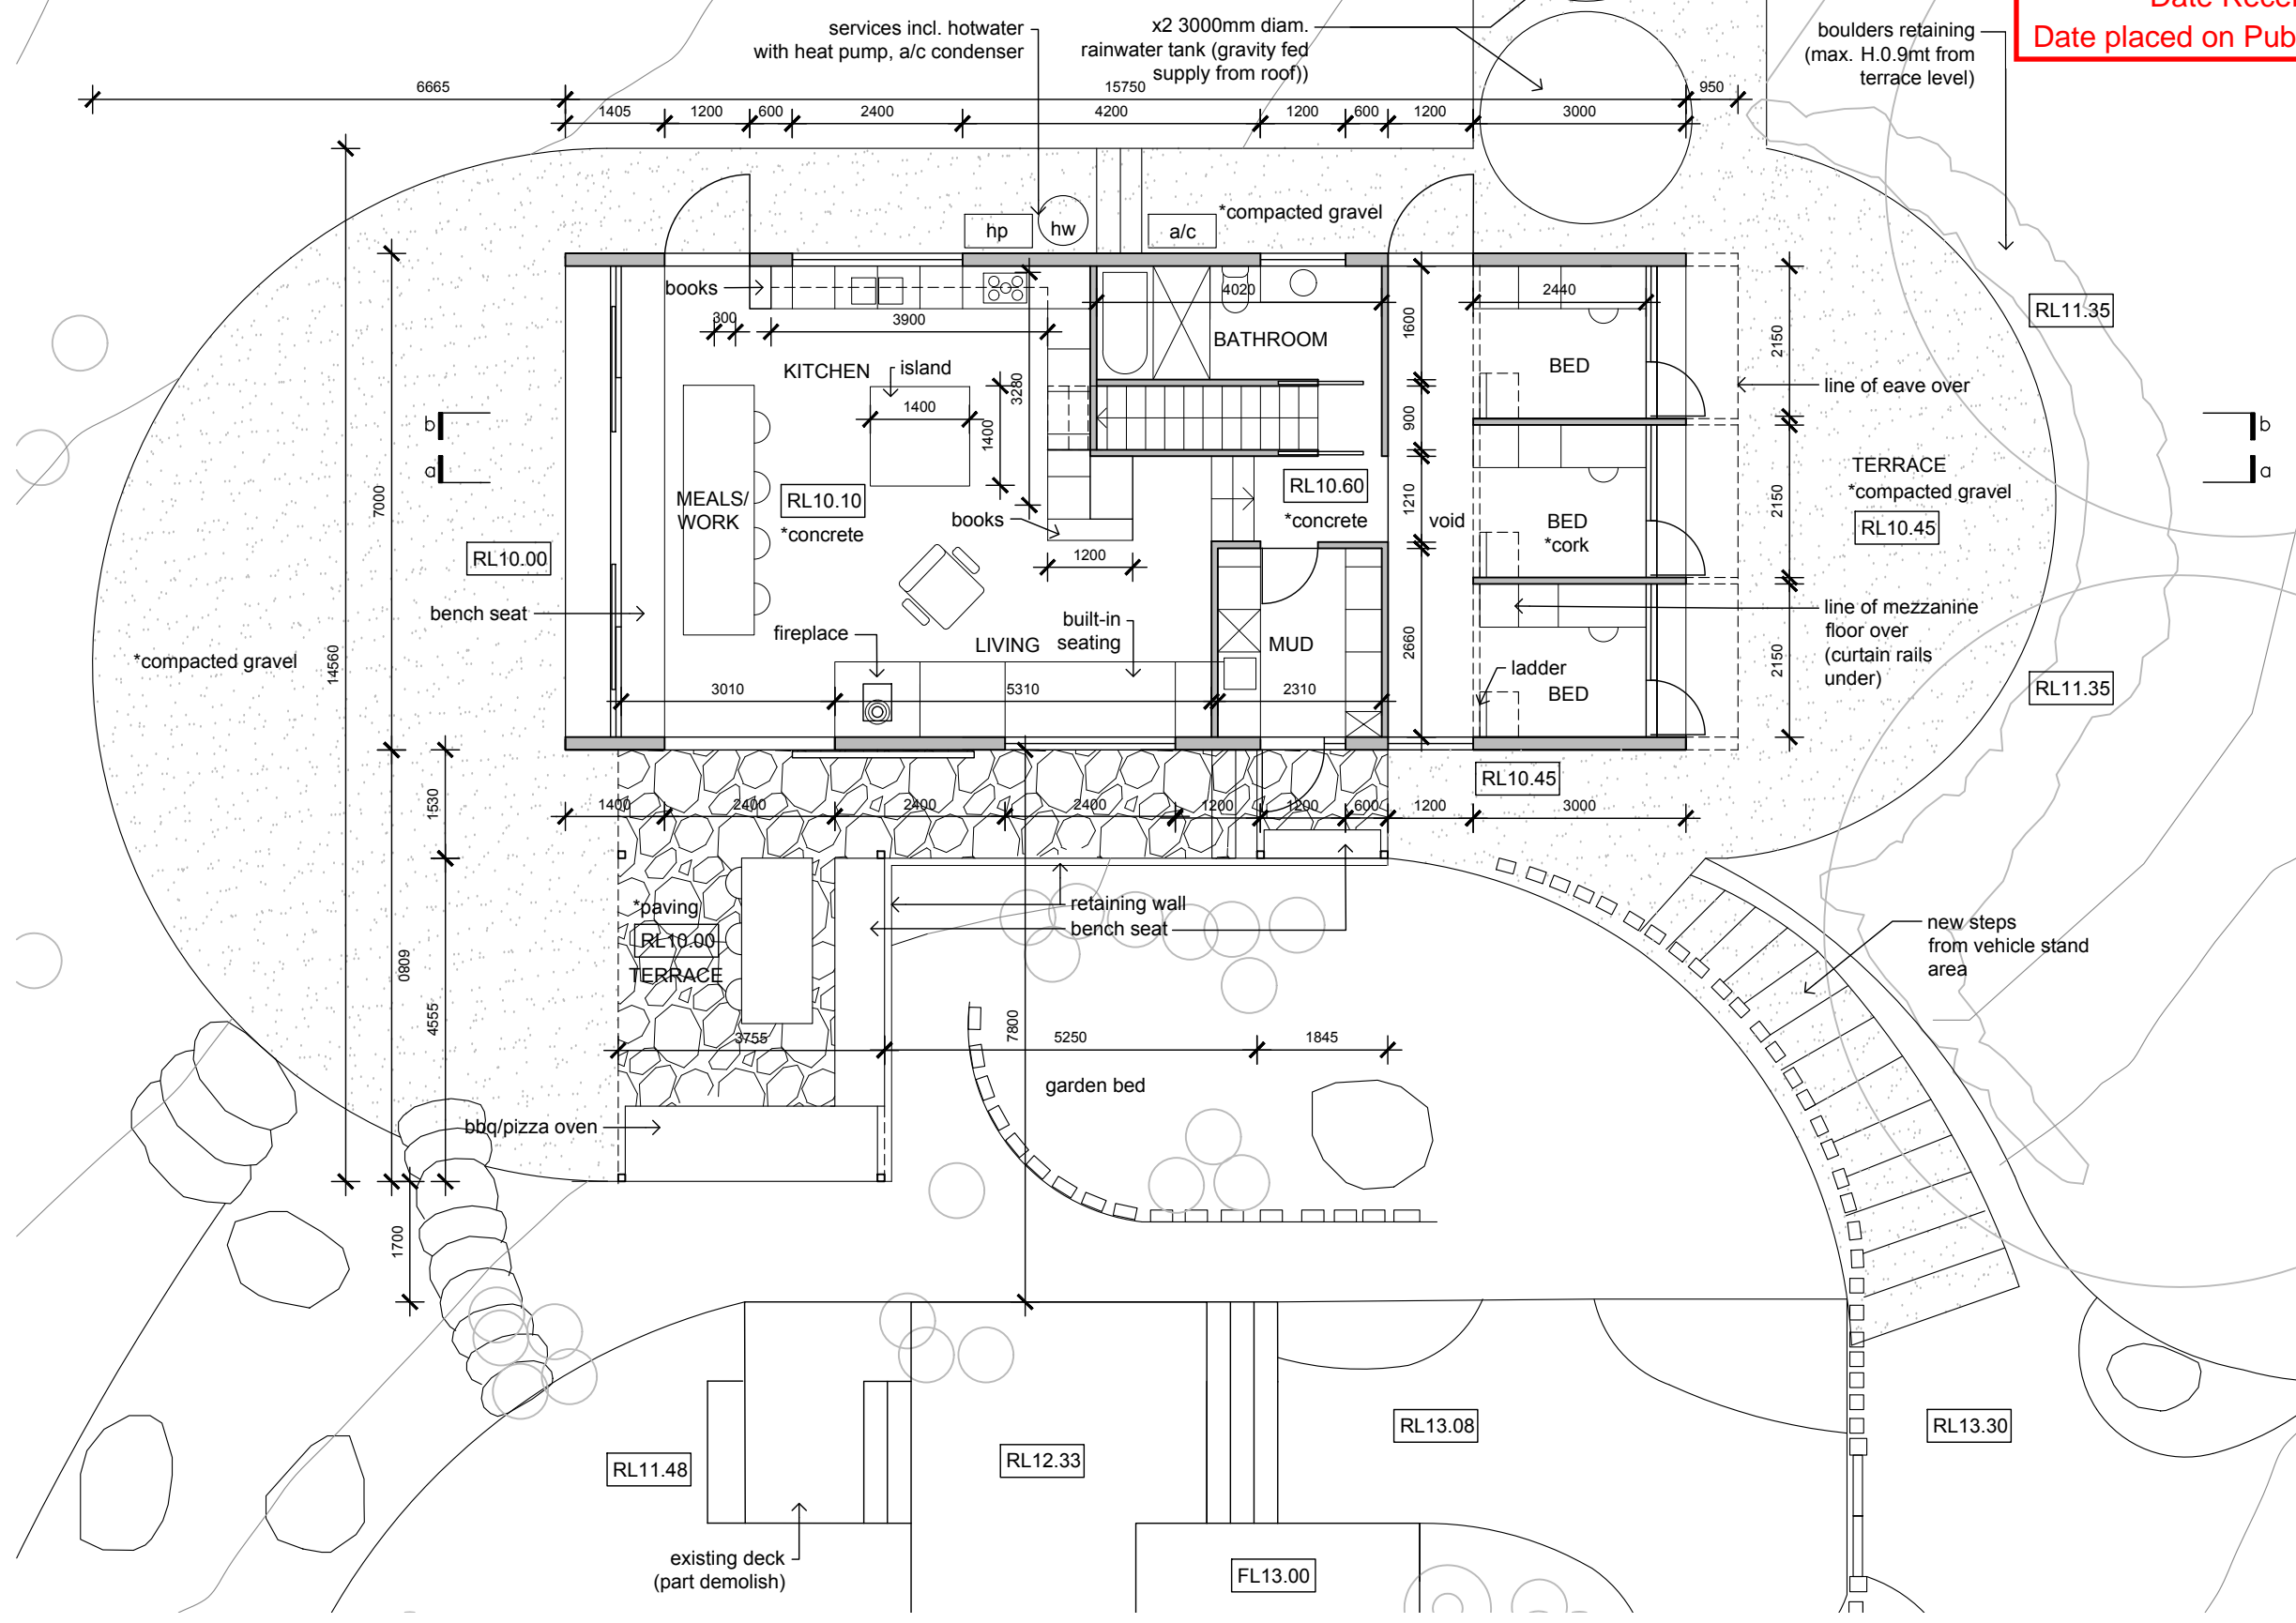 services incl. hotwater
with heat pump, a/c condenser
x2 3000mm diam.
rainwater tank (gravity fed
supply from roof))
boulders retaining
(max. H.0.9mt from
terrace level)
Date placed on Pub
6665
15750
950
1405
1200
600
2400
4200
1200
600
1200
3000
hp
hw
a/c
*compacted gravel
books
300
3900
4020
2440
1600
BATHROOM
BED
2150
RL11.35
KITCHEN
island
1400
3280
1400
900
line of eave over
b
a
b
a
7000
MEALS/
WORK
RL10.10
*concrete
books
1200
RL10.60
*concrete
1210
void
BED
*cork
2150
TERRACE
*compacted gravel
RL10.45
RL10.00
bench seat
fireplace
LIVING
built-in
seating
MUD
2660
ladder
BED
2150
line of mezzanine
floor over
(curtain rails
under)
RL11.35
*compacted gravel
14560
3010
5310
2310
RL10.45
1530
1400
2400
2400
2400
1200
1200
600
1200
3000
*paving
RL10.00
TERRACE
retaining wall
bench seat
new steps
from vehicle stand
area
6080
4555
3755
7800
5250
1845
garden bed
bbq/pizza oven
1700
RL11.48
RL12.33
RL13.08
RL13.30
existing deck
(part demolish)
FL13.00